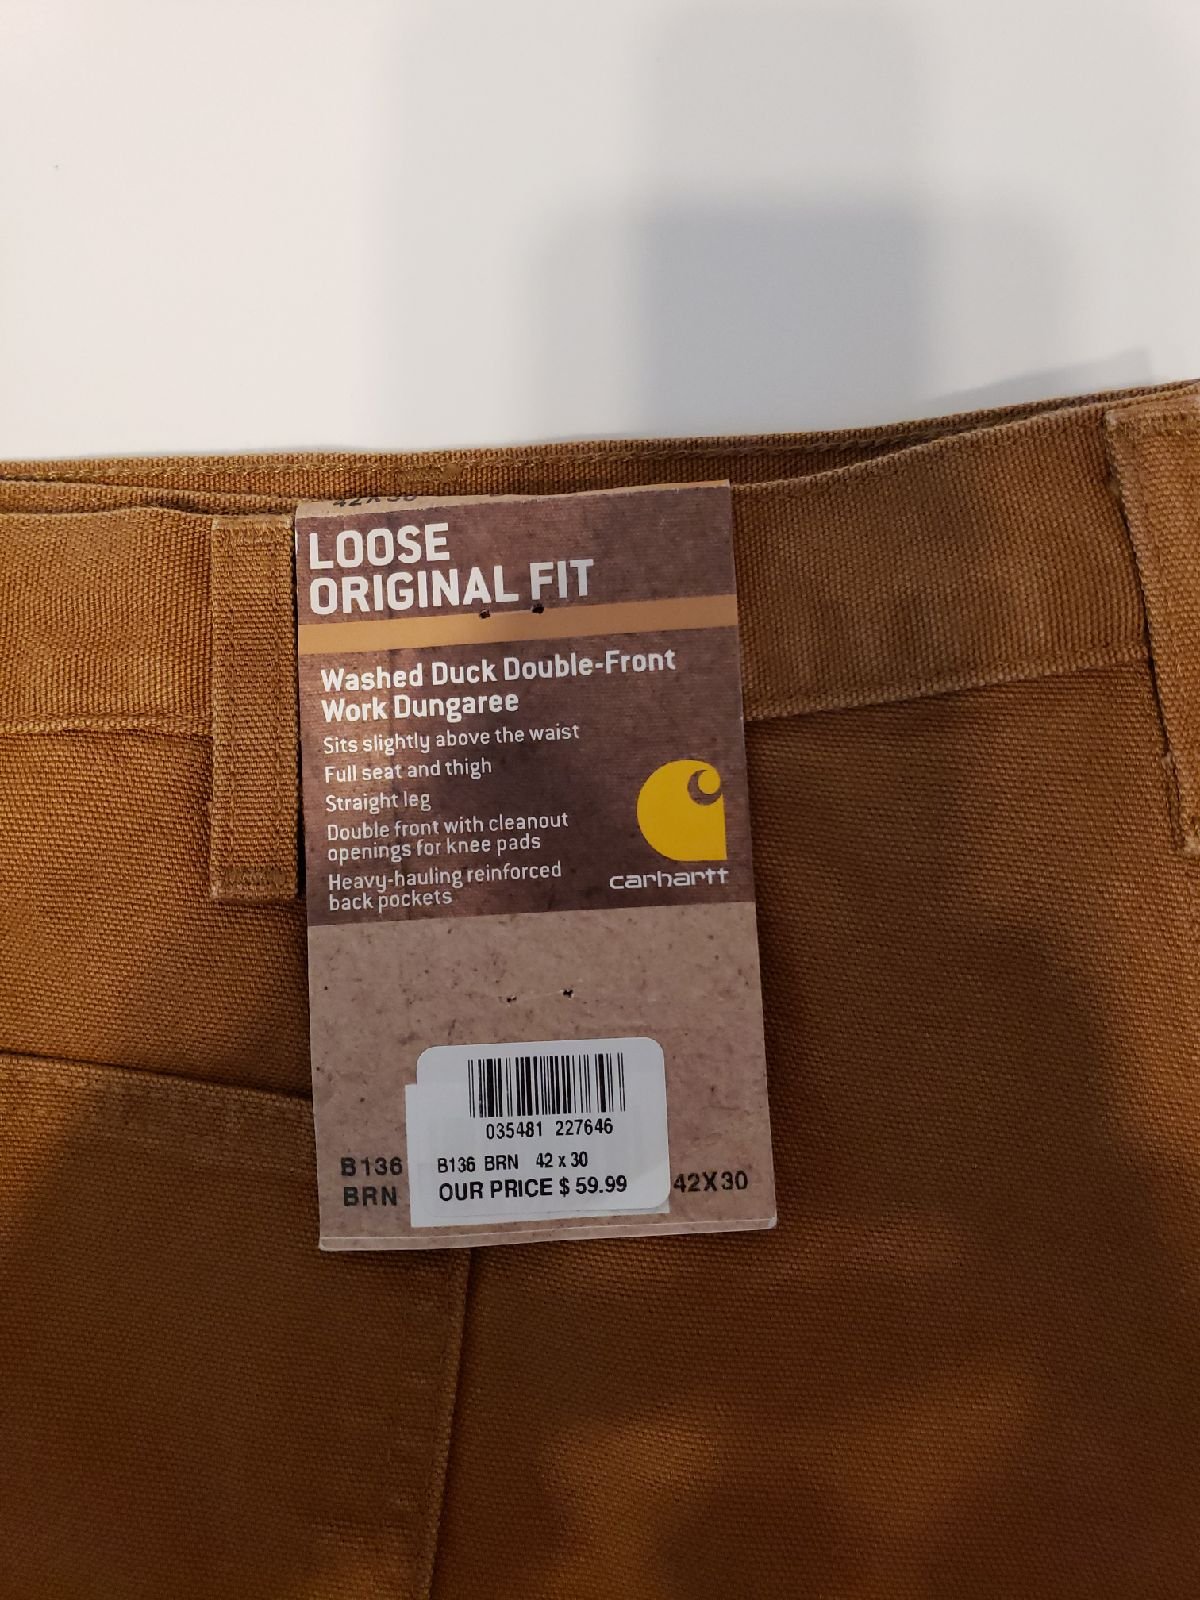 42X30
LOOSE
ORIGINAL FIT
Washed Duck Double-Front
Work Dungaree
Sits slightly above the waist
Full seat and thigh
Straight leg
Double front with cleanout
openings for knee pads
Heavy-hauling reinforced
back pockets
carhartt
035481 227646
B136 BRN 42 x 30
OUR PRICE $ 59.99
B136
BRN
42X30